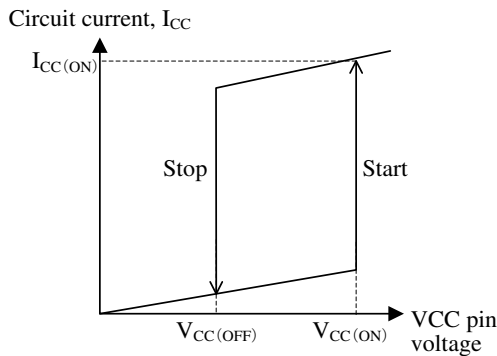 Circuit current, ICC
ICC(ON)
Stop
Start
VCC(OFF)
VCC(ON)
VCC pin
voltage